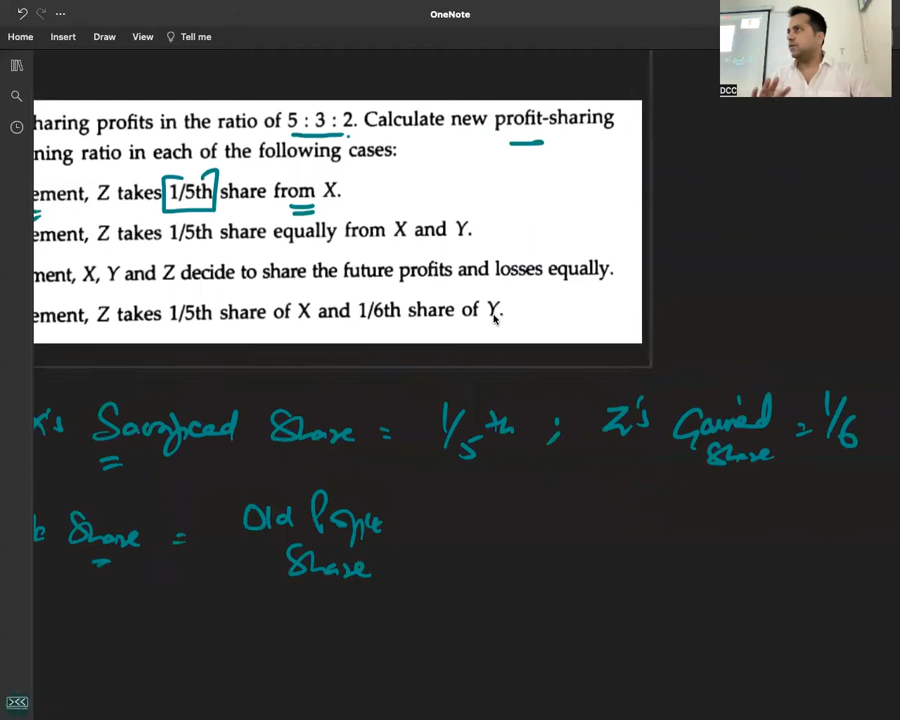 OneNote
Home Insert Draw View Tell me
DCC
haring profits in the ratio of 5 : 3 : 2. Calculate new profit-sharing
ning ratio in each of the following cases:
ement, Z takes 1/5th share from X.
ement, Z takes 1/5th share equally from X and Y.
ment, X, Y and Z decide to share the future profits and losses equally.
ement, Z takes 1/5th share of X and 1/6th share of Y.
X's Sacrificed Share = 1/5th ; Z's Gained Share = 1/6
Share = Old Profit
Share